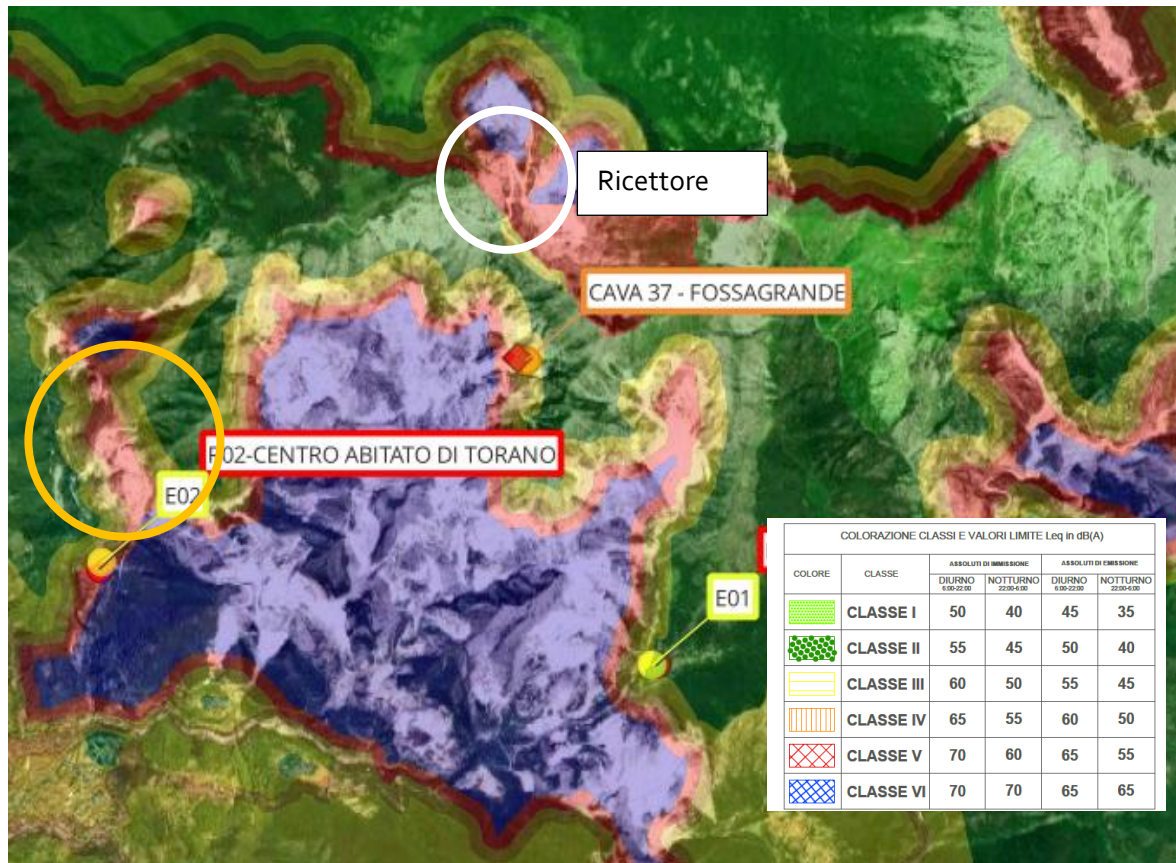 Ricettore
CAVA 37 - FOSSAGRANDE
02-CENTRO ABITATO DI TORANO
E02
E01
COLORAZIONE CLASSI E VALORI LIMITE Leq in dB(A)
COLORE CLASSE ASSOLUTI DI IMMISSIONE ASSOLUTI DI EMISSIONE
DIURNO 6:00-22:00 NOTTURNO 22:00-6:00 DIURNO 6:00-22:00 NOTTURNO 22:00-6:00
CLASSE I 50 40 45 35
CLASSE II 55 45 50 40
CLASSE III 60 50 55 45
CLASSE IV 65 55 60 50
CLASSE V 70 60 65 55
CLASSE VI 70 70 65 65